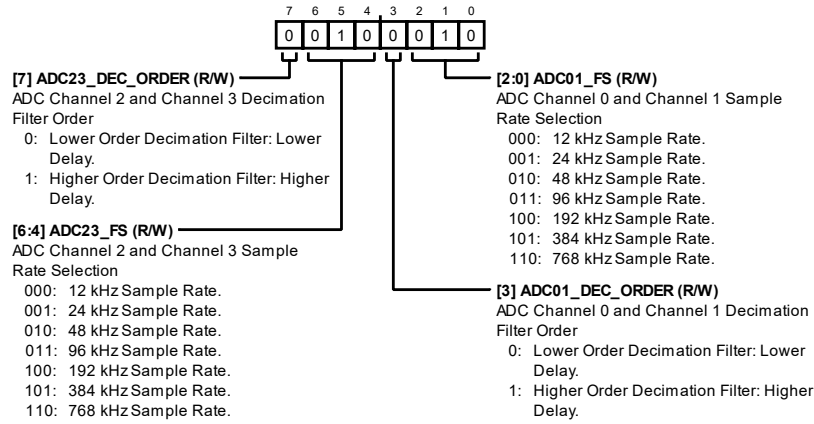 7 6 5 4 3 2 1 0
0 0 1 0 0 0 1 0
[7] ADC23_DEC_ORDER (R/W)
ADC Channel 2 and Channel 3 Decimation
Filter Order
0: Lower Order Decimation Filter: Lower
Delay.
1: Higher Order Decimation Filter: Higher
Delay.
[6:4] ADC23_FS (R/W)
ADC Channel 2 and Channel 3 Sample
Rate Selection
000: 12 kHz Sample Rate.
001: 24 kHz Sample Rate.
010: 48 kHz Sample Rate.
011: 96 kHz Sample Rate.
100: 192 kHz Sample Rate.
101: 384 kHz Sample Rate.
110: 768 kHz Sample Rate.
[2:0] ADC01_FS (R/W)
ADC Channel 0 and Channel 1 Sample
Rate Selection
000: 12 kHz Sample Rate.
001: 24 kHz Sample Rate.
010: 48 kHz Sample Rate.
011: 96 kHz Sample Rate.
100: 192 kHz Sample Rate.
101: 384 kHz Sample Rate.
110: 768 kHz Sample Rate.
[3] ADC01_DEC_ORDER (R/W)
ADC Channel 0 and Channel 1 Decimation
Filter Order
0: Lower Order Decimation Filter: Lower
Delay.
1: Higher Order Decimation Filter: Higher
Delay.